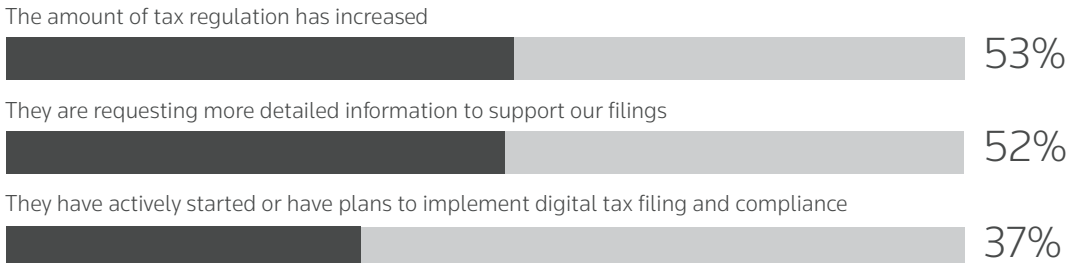 The amount of tax regulation has increased
53%
They are requesting more detailed information to support our filings
52%
They have actively started or have plans to implement digital tax filing and compliance
37%